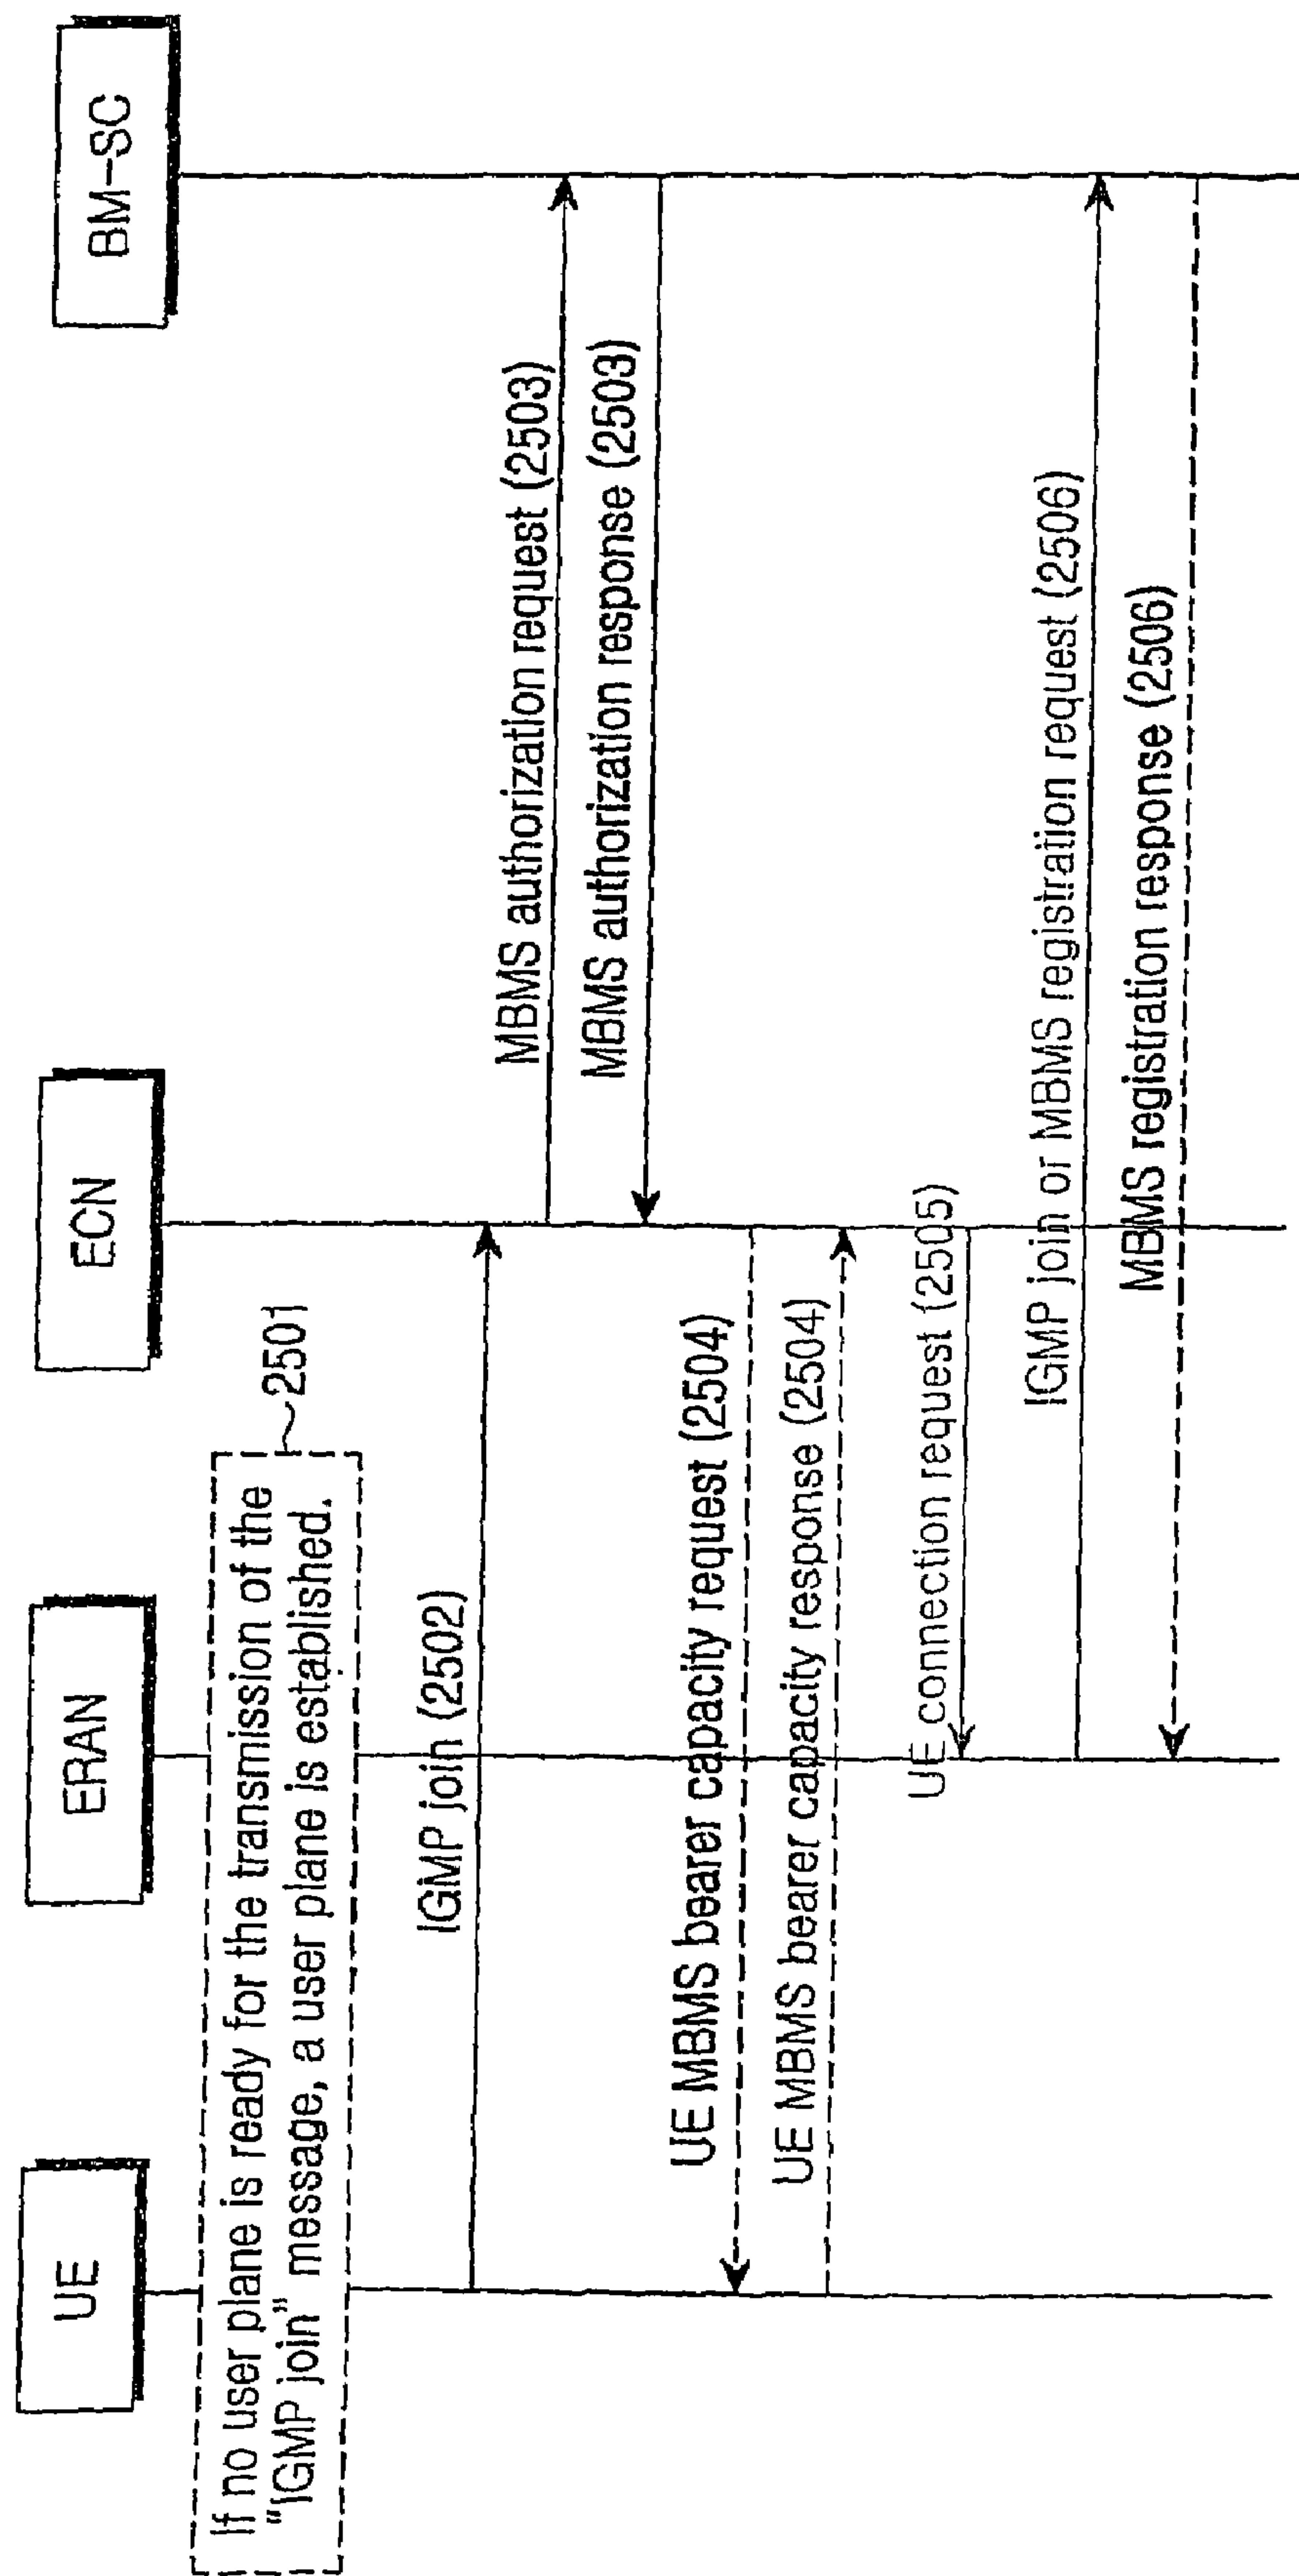 UE
ERAN
ECN
BM-SC
If no user plane is ready for the transmission of the
"IGMP join" message, a user plane is established.
2501
IGMP join (2502)
MBMS authorization request (2503)
MBMS authorization response (2503)
UE MBMS bearer capacity request (2504)
UE MBMS bearer capacity response (2504)
UE connection request (2505)
IGMP join or MBMS registration request (2506)
MBMS registration response (2506)